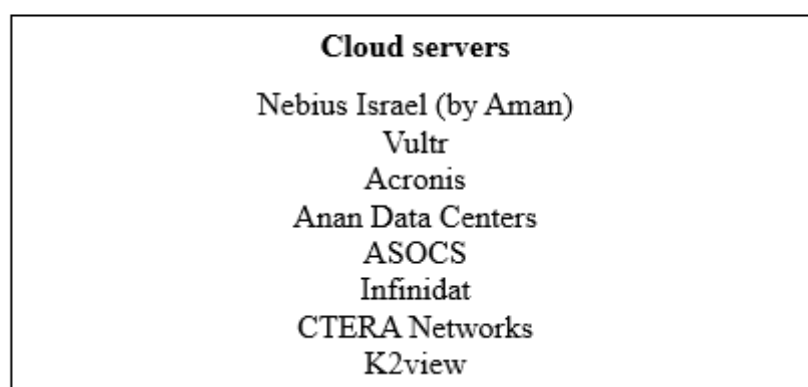 Cloud servers
Nebius Israel (by Aman)
Vultr
Acronis
Anan Data Centers
ASOCS
Infinidat
CTERA Networks
K2view